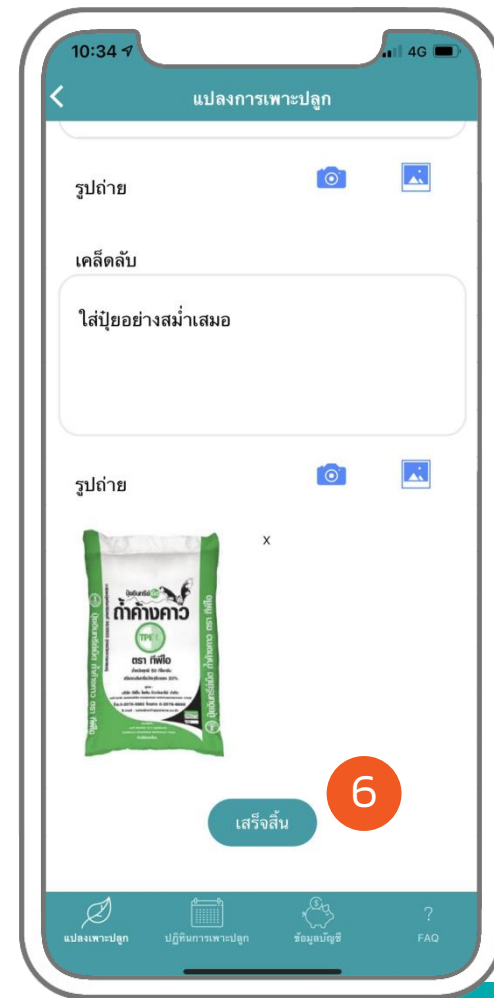 10:34
4G
แปลงการเพาะปลูก
รูปถ่าย
เคล็ดลับ
ใส่ปุ๋ยอย่างสม่ำเสมอ
รูปถ่าย
x
ถ้ำค้างคาว
TPI
ตรา ทีพีไอ
เสร็จสิ้น
6
แปลงเพาะปลูก
ปฏิทินการเพาะปลูก
ข้อมูลบัญชี
?
FAQ